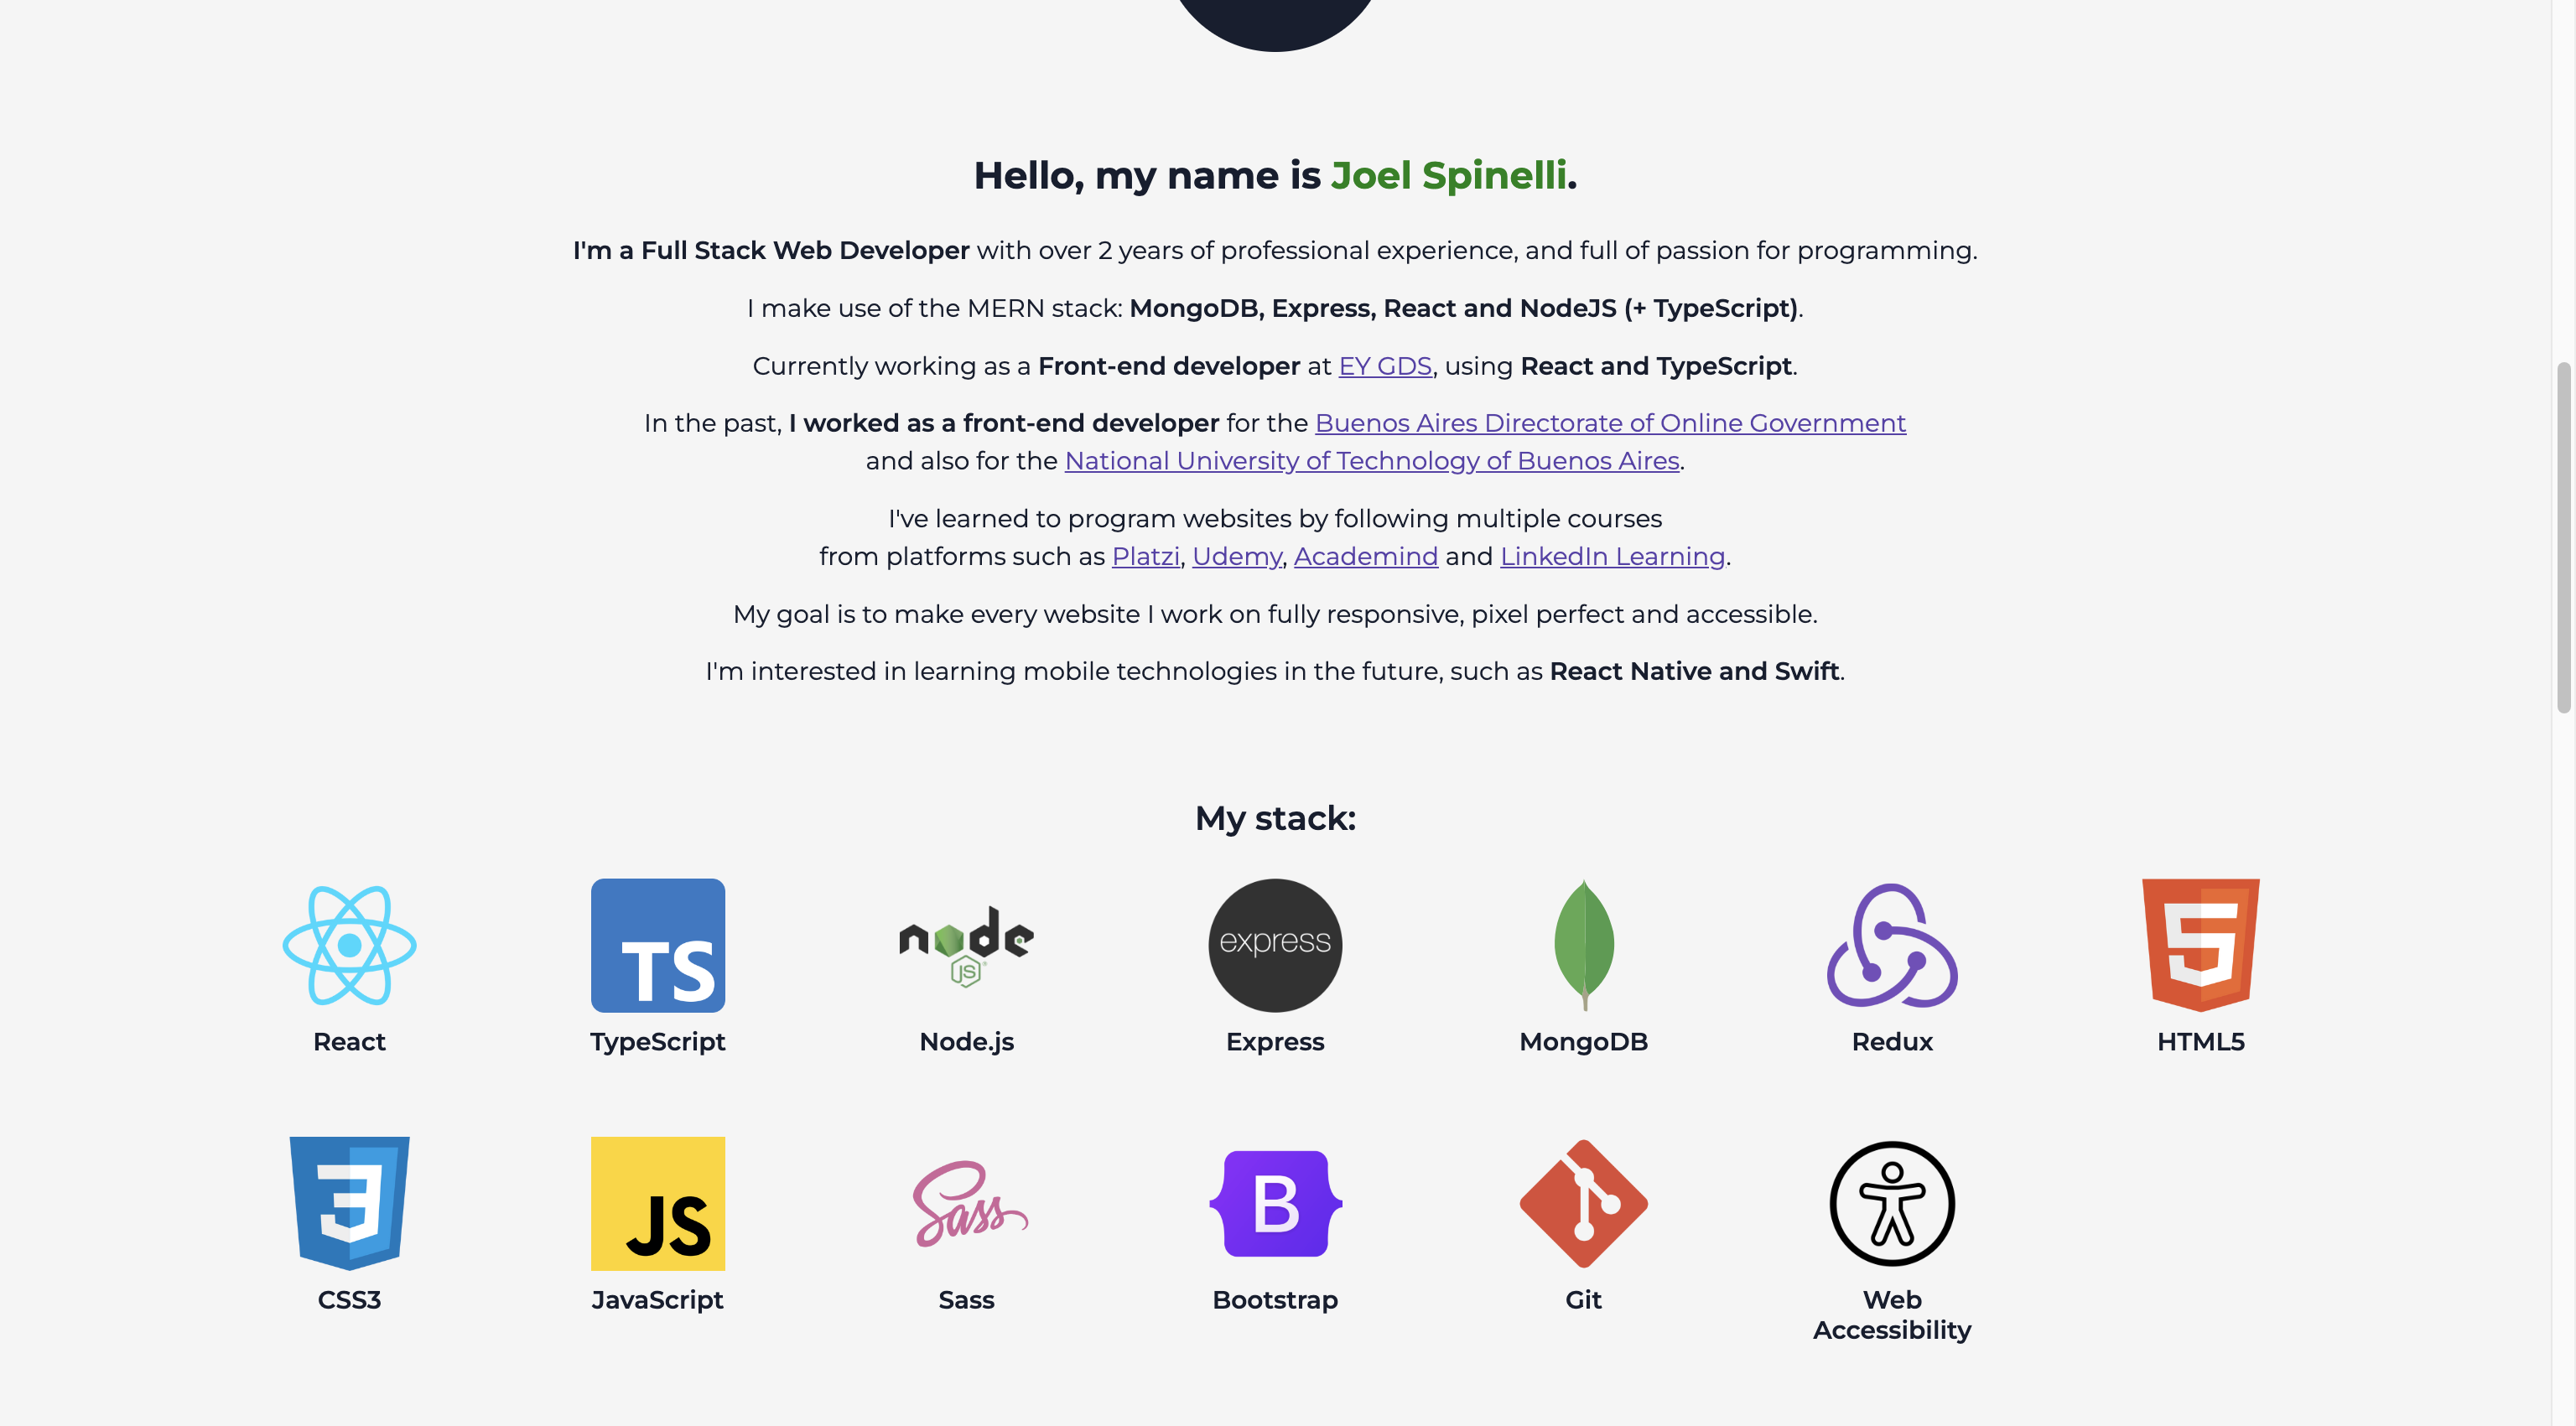 Hello, my name is Joel Spinelli.
I'm a Full Stack Web Developer with over 2 years of professional experience, and full of passion for programming.
I make use of the MERN stack: MongoDB, Express, React and NodeJS (+ TypeScript).
Currently working as a Front-end developer at EY GDS, using React and TypeScript.
In the past, I worked as a front-end developer for the Buenos Aires Directorate of Online Government
and also for the National University of Technology of Buenos Aires.
I've learned to program websites by following multiple courses
from platforms such as Platzi, Udemy, Academind and LinkedIn Learning.
My goal is to make every website I work on fully responsive, pixel perfect and accessible.
I'm interested in learning mobile technologies in the future, such as React Native and Swift.
My stack:
TS
node
JS
express
5
React
TypeScript
Node.js
Express
MongoDB
Redux
HTML5
3
JS
Sass
B
CSS3
JavaScript
Sass
Bootstrap
Git
Web
Accessibility